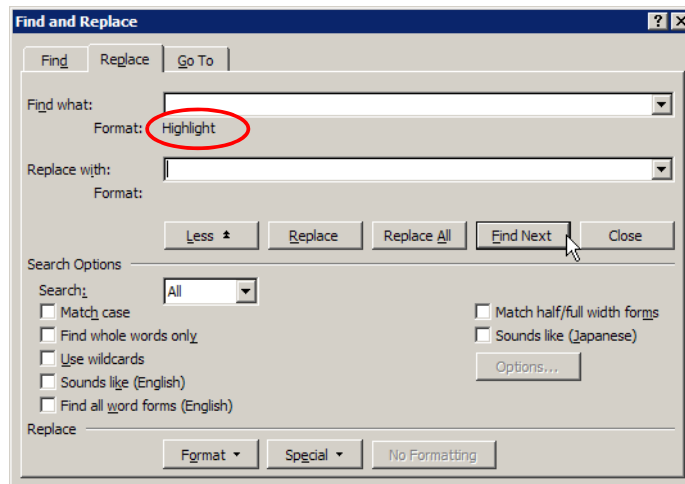 Find and Replace
Find Replace Go To
Find what:
Format: Highlight
Replace with:
Format:
Less Replace Replace All Find Next Close
Search Options
Search: All
Match case
Match half/full width forms
Find whole words only
Sounds like (Japanese)
Use wildcards
Options...
Sounds like (English)
Find all word forms (English)
Replace
Format Special No Formatting